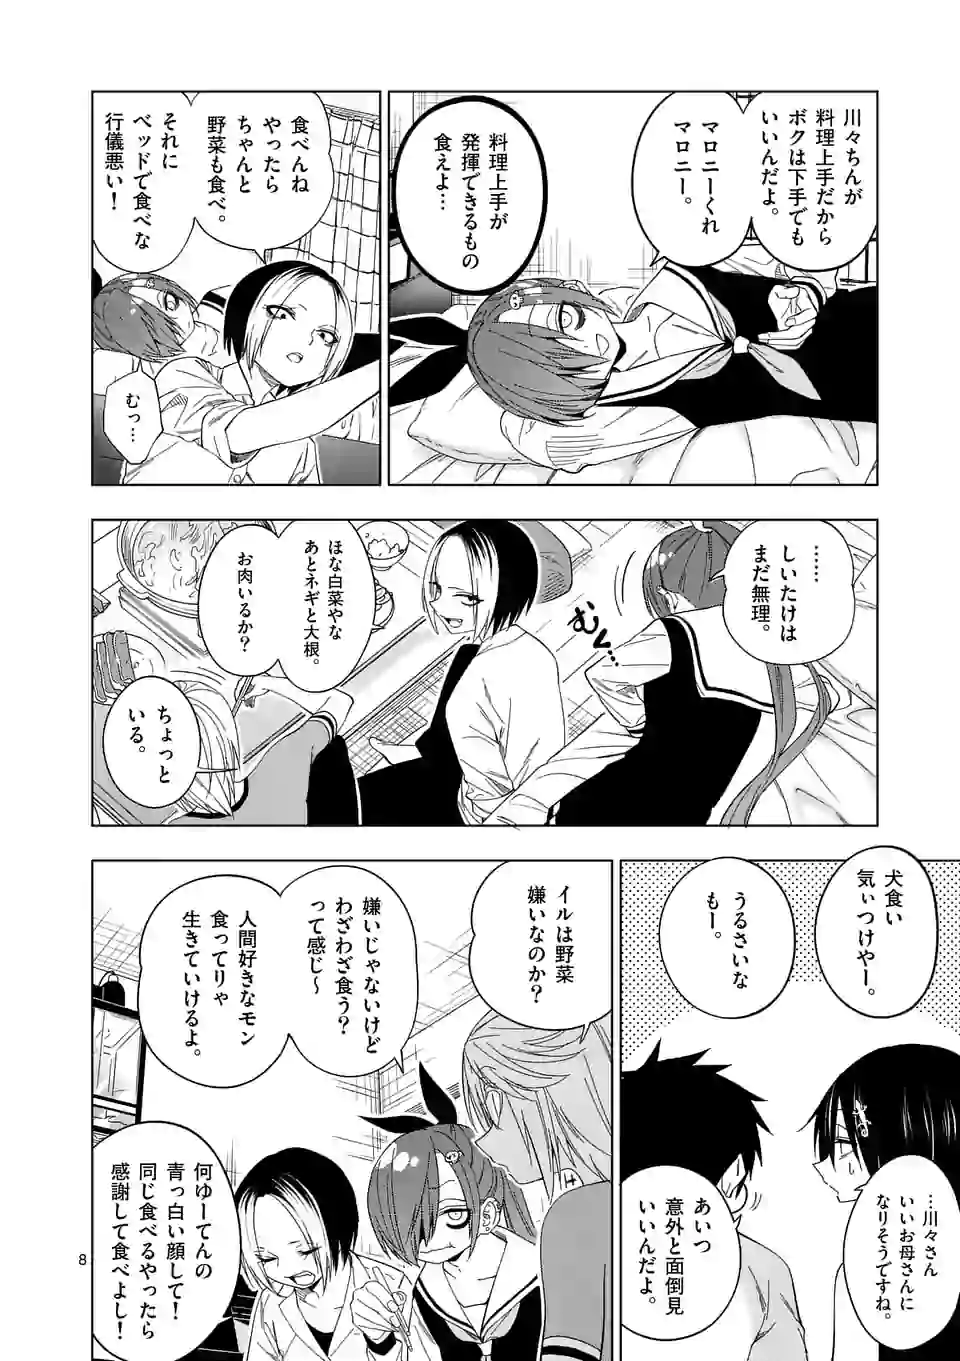 川々ちんが
料理上手だから
ボクは下手でも
いいんだよ。
マロニーくれ
マロニー。
料理上手が
発揮できるもの
食えよ…
食べんね
やったら
ちゃんと
野菜も食べ。
それに
ベッドで食べな
行儀悪い！
むっ…
……
しいたけは
まだ無理。
むく…
ほな白菜やな
あとネギと大根。
お肉いるか？
ちょっと
いる。
犬食い
気ぃつけやー。
うるさいな
もー。
…川々さん
いいお母さんに
なりそうですね。
あいつ
意外と面倒見
いいんだよ。
イルは野菜
嫌いなのか？
嫌いじゃないけど
わざわざ食う？
って感じ～
人間好きなモン
食ってりゃ
生きていけるよ。
何ゆーてんの
青っ白い顔して！
同じ食べるやったら
感謝して食べよし！
8